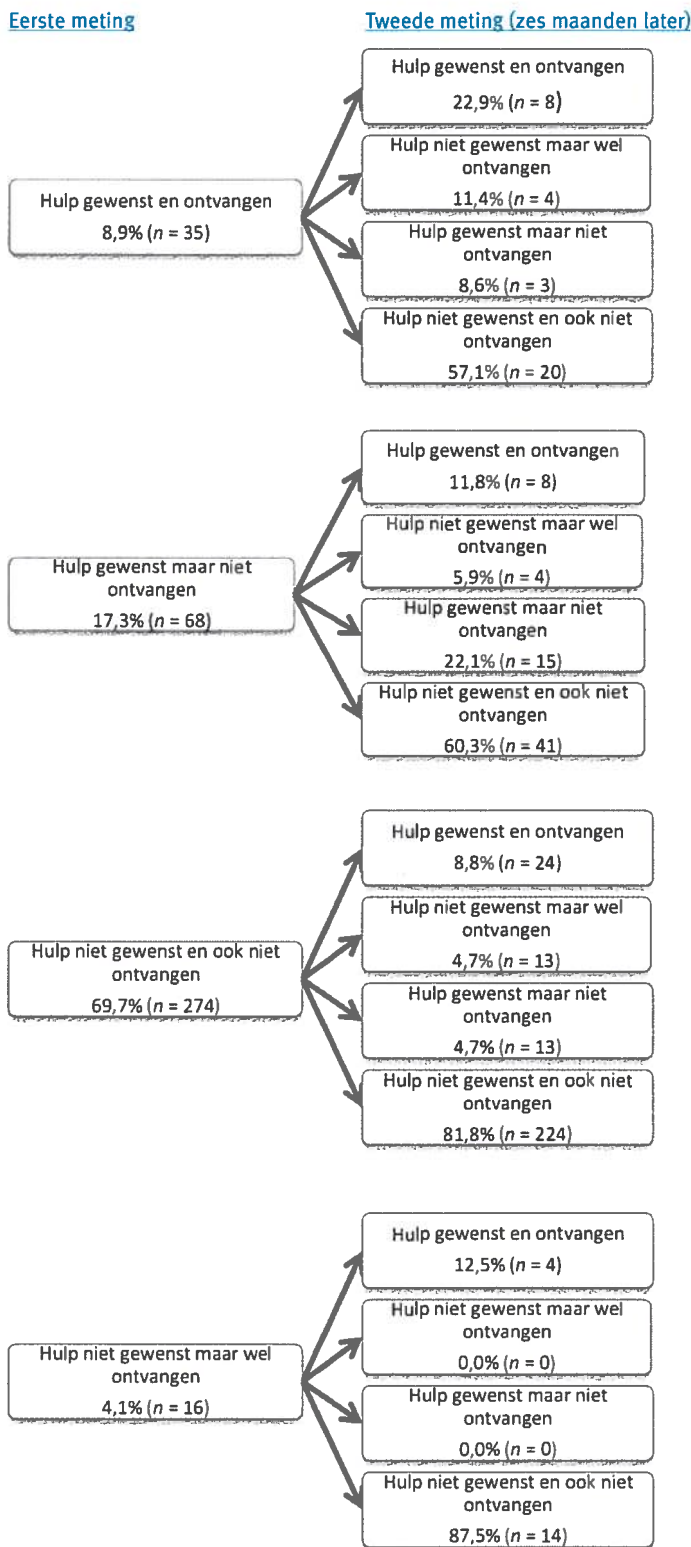 Eerste meting
Tweede meting (zes maanden later)
Hulp gewenst en ontvangen
8,9% (n = 35)
Hulp gewenst en ontvangen
22,9% (n = 8)
Hulp niet gewenst maar wel
ontvangen
11,4% (n = 4)
Hulp gewenst maar niet
ontvangen
8,6% (n = 3)
Hulp niet gewenst en ook niet
ontvangen
57,1% (n = 20)
Hulp gewenst maar niet
ontvangen
17,3% (n = 68)
Hulp gewenst en ontvangen
11,8% (n = 8)
Hulp niet gewenst maar wel
ontvangen
5,9% (n = 4)
Hulp gewenst maar niet
ontvangen
22,1% (n = 15)
Hulp niet gewenst en ook niet
ontvangen
60,3% (n = 41)
Hulp niet gewenst en ook niet
ontvangen
69,7% (n = 274)
Hulp gewenst en ontvangen
8,8% (n = 24)
Hulp niet gewenst maar wel
ontvangen
4,7% (n = 13)
Hulp gewenst maar niet
ontvangen
4,7% (n = 13)
Hulp niet gewenst en ook niet
ontvangen
81,8% (n = 224)
Hulp niet gewenst maar wel
ontvangen
4,1% (n = 16)
Hulp gewenst en ontvangen
12,5% (n = 4)
Hulp niet gewenst maar wel
ontvangen
0,0% (n = 0)
Hulp gewenst maar niet
ontvangen
0,0% (n = 0)
Hulp niet gewenst en ook niet
ontvangen
87,5% (n = 14)